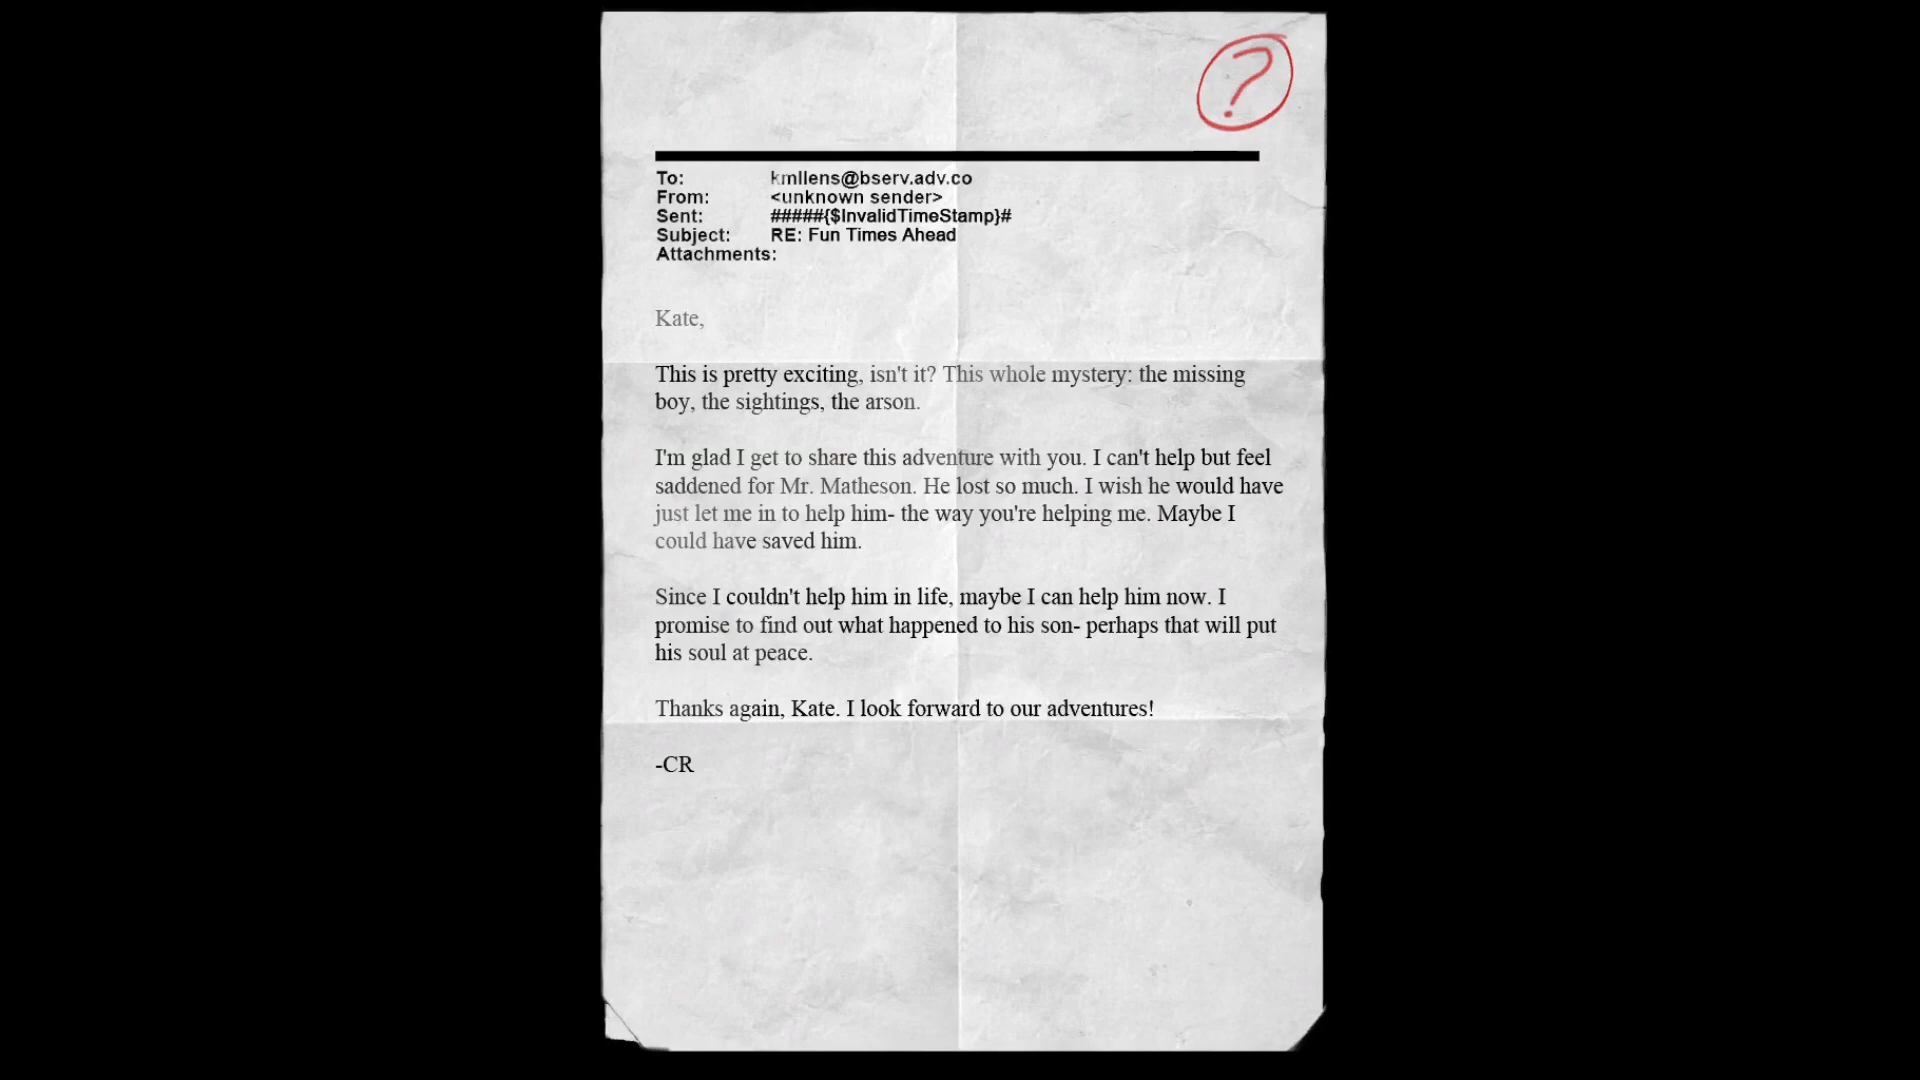 ?
To: kmllens@bserv.adv.co
From: <unknown sender>
Sent: #####{$InvalidTimeStamp}#
Subject: RE: Fun Times Ahead
Attachments:
Kate,
This is pretty exciting, isn't it? This whole mystery: the missing
boy, the sightings, the arson.
I'm glad I get to share this adventure with you. I can't help but feel
saddened for Mr. Matheson. He lost so much. I wish he would have
just let me in to help him- the way you're helping me. Maybe I
could have saved him.
Since I couldn't help him in life, maybe I can help him now. I
promise to find out what happened to his son- perhaps that will put
his soul at peace.
Thanks again, Kate. I look forward to our adventures!
-CR